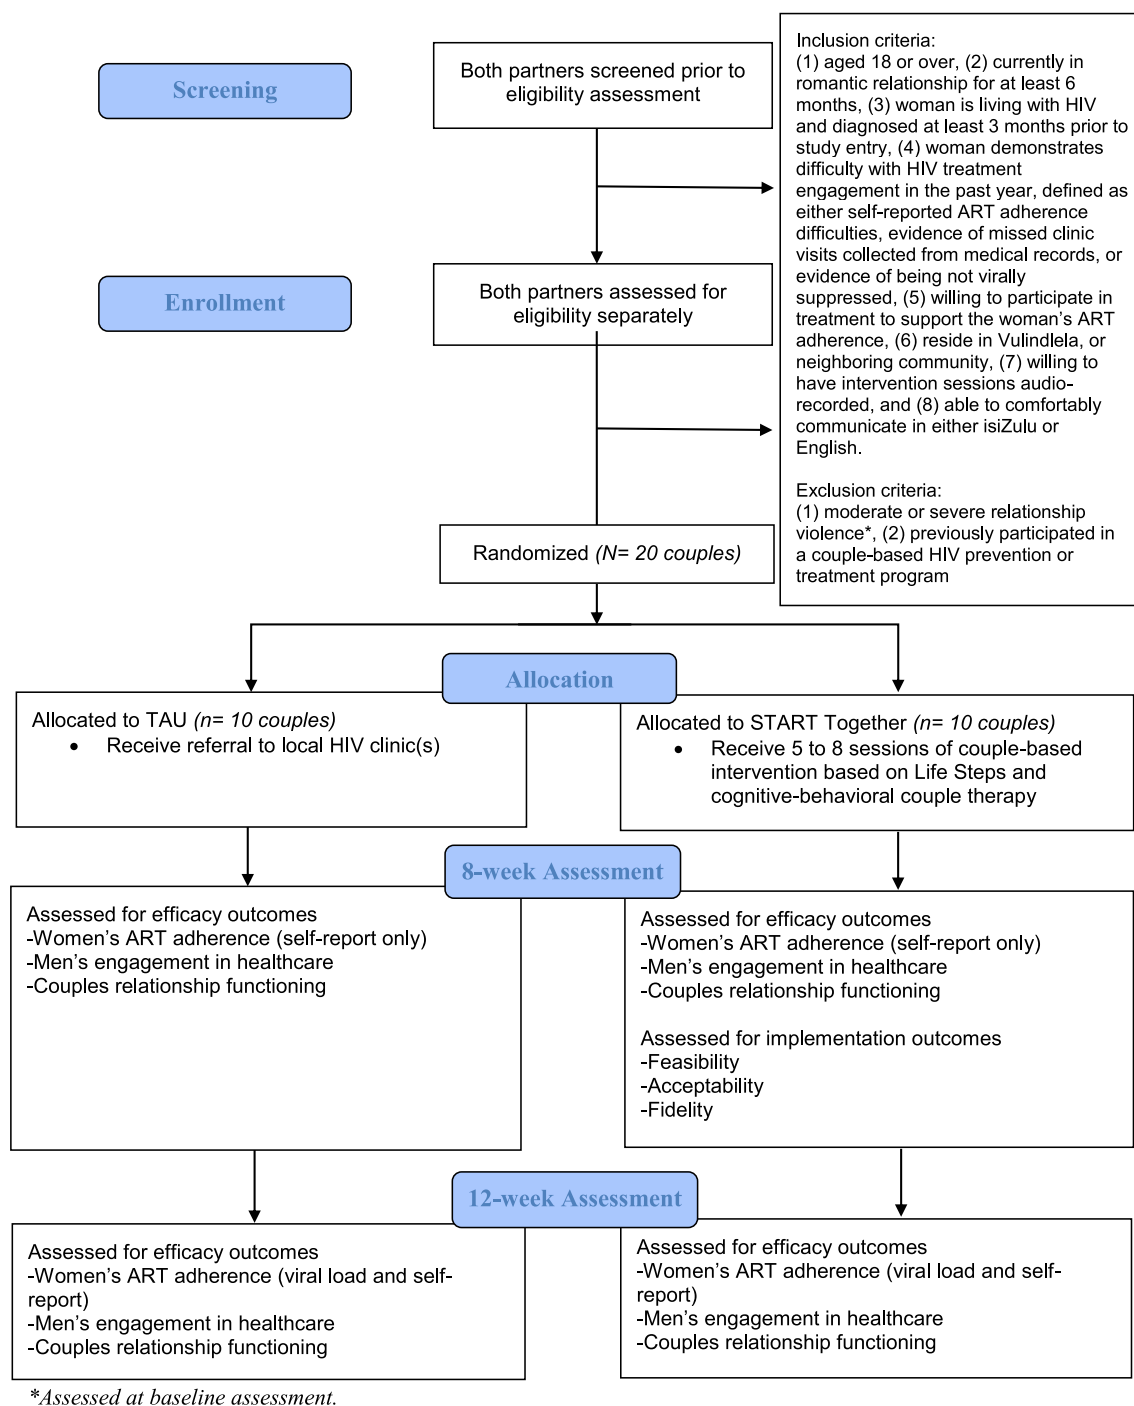 Screening
Both partners screened prior to
eligibility assessment
Inclusion criteria:
(1) aged 18 or over, (2) currently in
romantic relationship for at least 6
months, (3) woman is living with HIV
and diagnosed at least 3 months prior to
study entry, (4) woman demonstrates
difficulty with HIV treatment
engagement in the past year, defined as
either self-reported ART adherence
difficulties, evidence of missed clinic
visits collected from medical records, or
evidence of being not virally
suppressed, (5) willing to participate in
treatment to support the woman's ART
adherence, (6) reside in Vulindlela, or
neighboring community, (7) willing to
have intervention sessions audio-
recorded, and (8) able to comfortably
communicate in either isiZulu or
English.
Exclusion criteria:
(1) moderate or severe relationship
violence*, (2) previously participated in
a couple-based HIV prevention or
treatment program
Enrollment
Both partners assessed for
eligibility separately
Randomized (N= 20 couples)
Allocation
Allocated to TAU (n= 10 couples)
• Receive referral to local HIV clinic(s)
Allocated to START Together (n= 10 couples)
• Receive 5 to 8 sessions of couple-based
intervention based on Life Steps and
cognitive-behavioral couple therapy
8-week Assessment
Assessed for efficacy outcomes
-Women's ART adherence (self-report only)
-Men's engagement in healthcare
-Couples relationship functioning
Assessed for efficacy outcomes
-Women's ART adherence (self-report only)
-Men's engagement in healthcare
-Couples relationship functioning
Assessed for implementation outcomes
-Feasibility
-Acceptability
-Fidelity
12-week Assessment
Assessed for efficacy outcomes
-Women's ART adherence (viral load and self-
report)
-Men's engagement in healthcare
-Couples relationship functioning
Assessed for efficacy outcomes
-Women's ART adherence (viral load and self-
report)
-Men's engagement in healthcare
-Couples relationship functioning
*Assessed at baseline assessment.